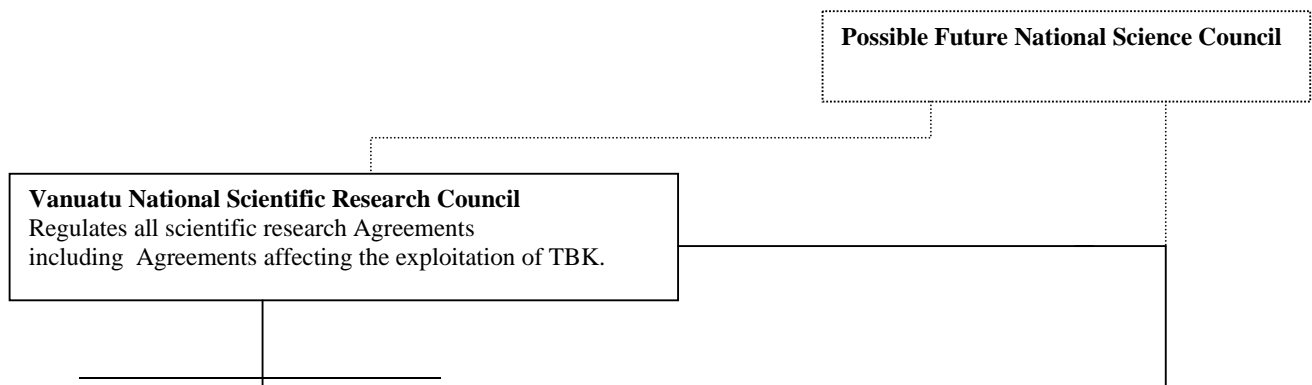 Possible Future National Science Council
Vanuatu National Scientific Research Council
Regulates all scientific research Agreements
including Agreements affecting the exploitation of TBK.